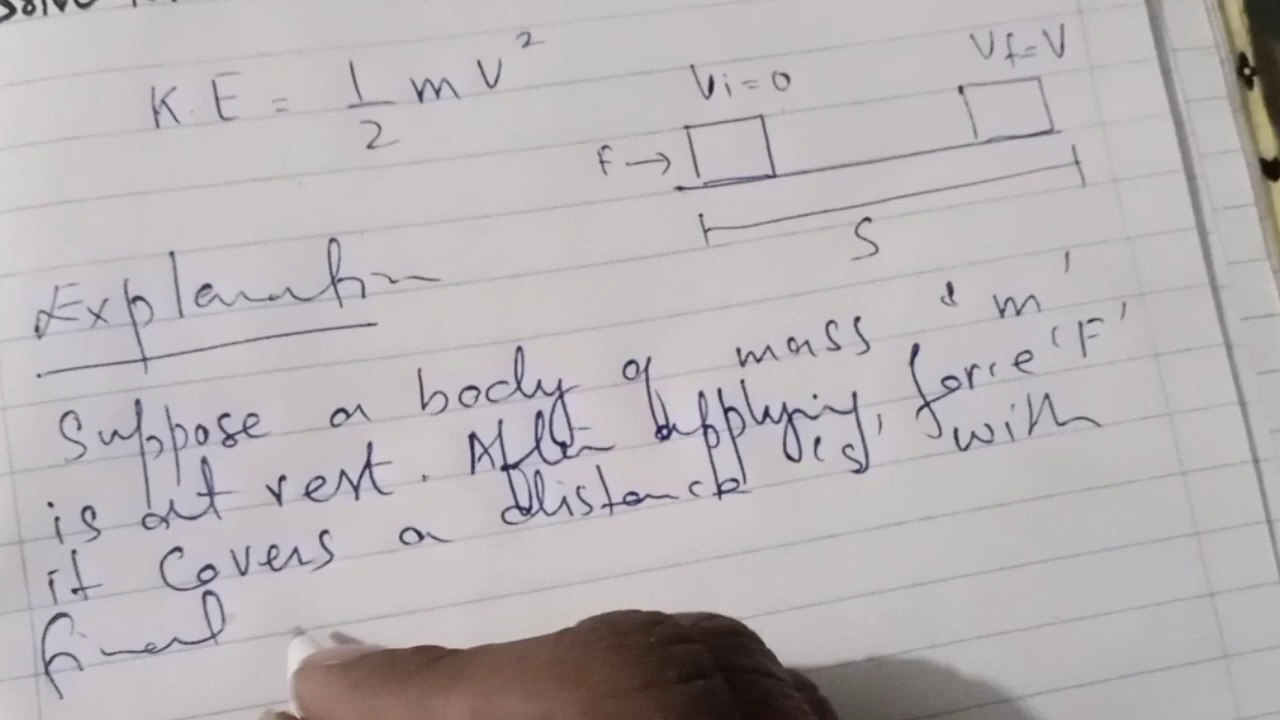 K.E = 1/2 mV²
Vi=0
Vf=V
F→
S
Explanation
Suppose a body of mass 'm'
is at rest. After applying force 'F'
it covers a distance 's' with
final